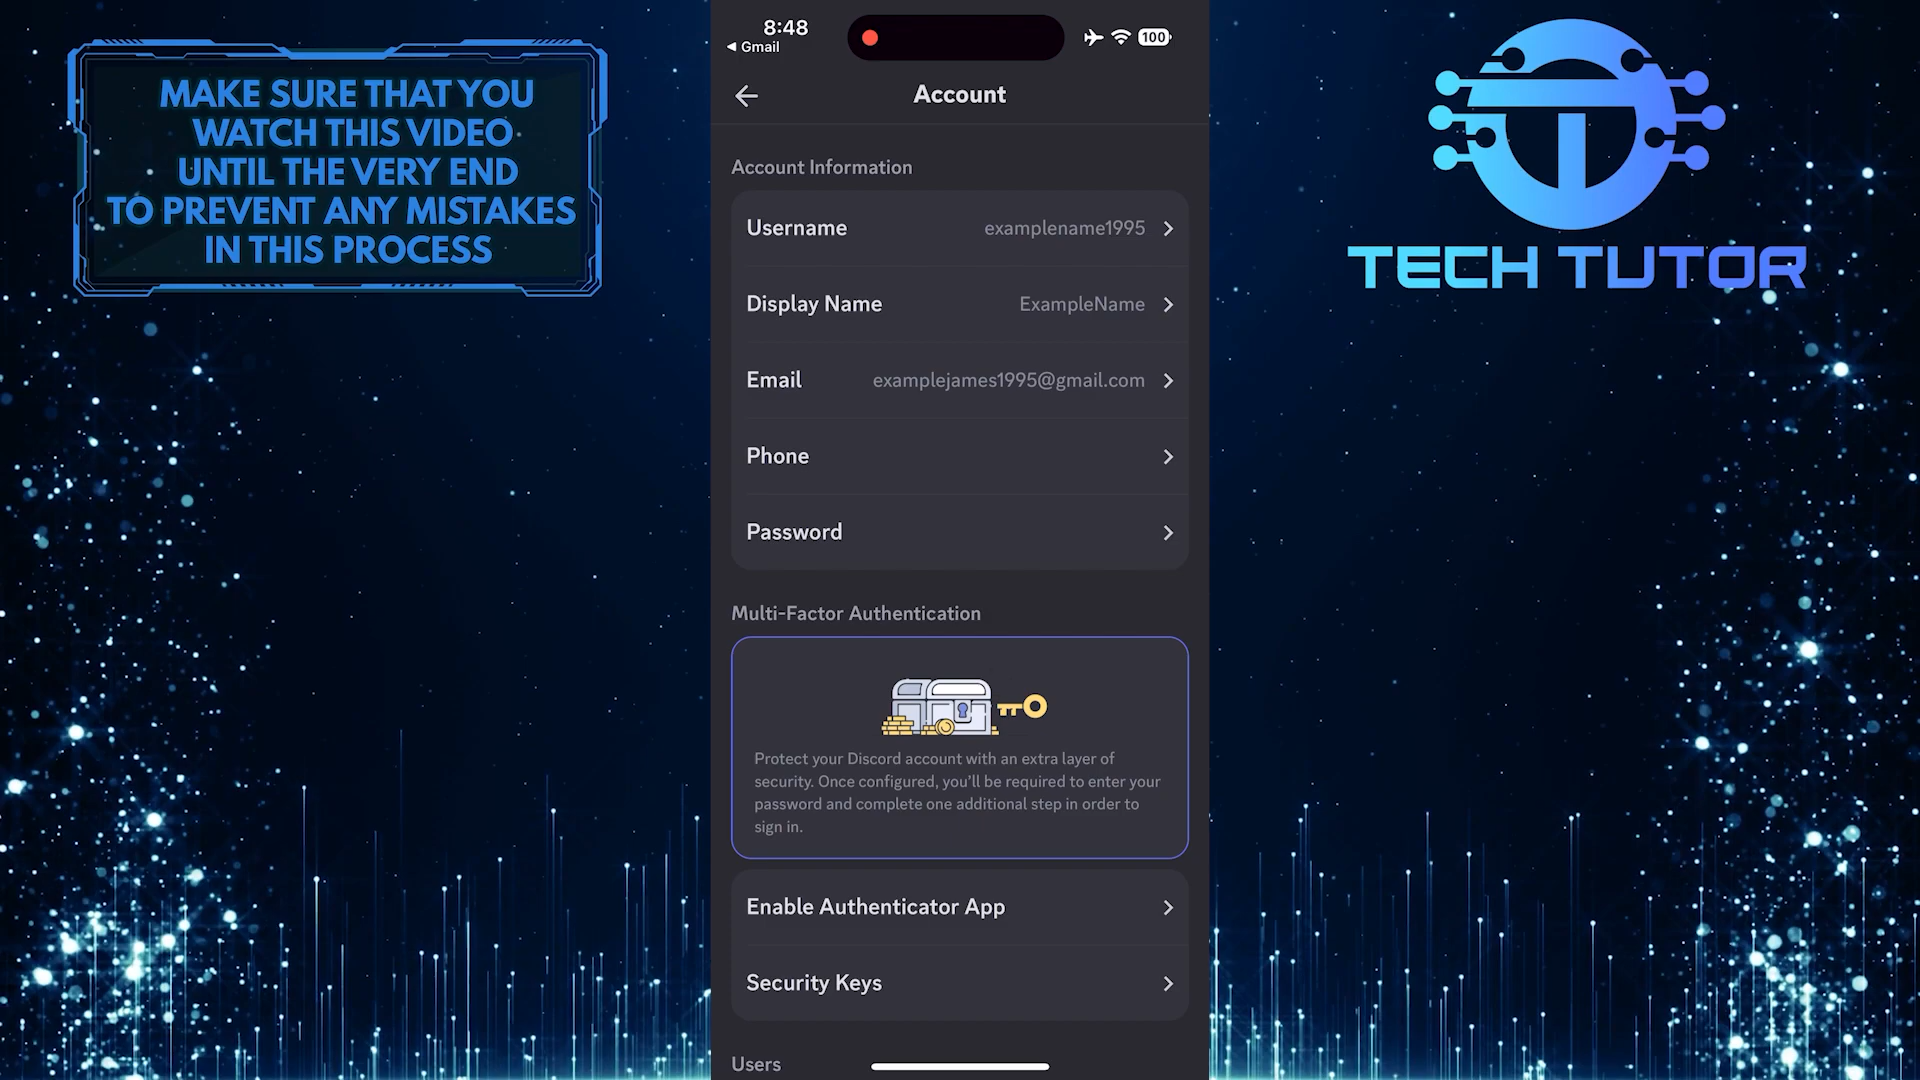 MAKE SURE THAT YOU
WATCH THIS VIDEO
UNTIL THE VERY END
TO PREVENT ANY MISTAKES
IN THIS PROCESS
8:48
Gmail
100
Account
Account Information
Username examplename1995
Display Name ExampleName
Email examplejames1995@gmail.com
Phone
Password
Multi-Factor Authentication
Protect your Discord account with an extra layer of
security. Once configured, you'll be required to enter your
password and complete one additional step in order to
sign in.
Enable Authenticator App
Security Keys
Users
TECH TUTOR